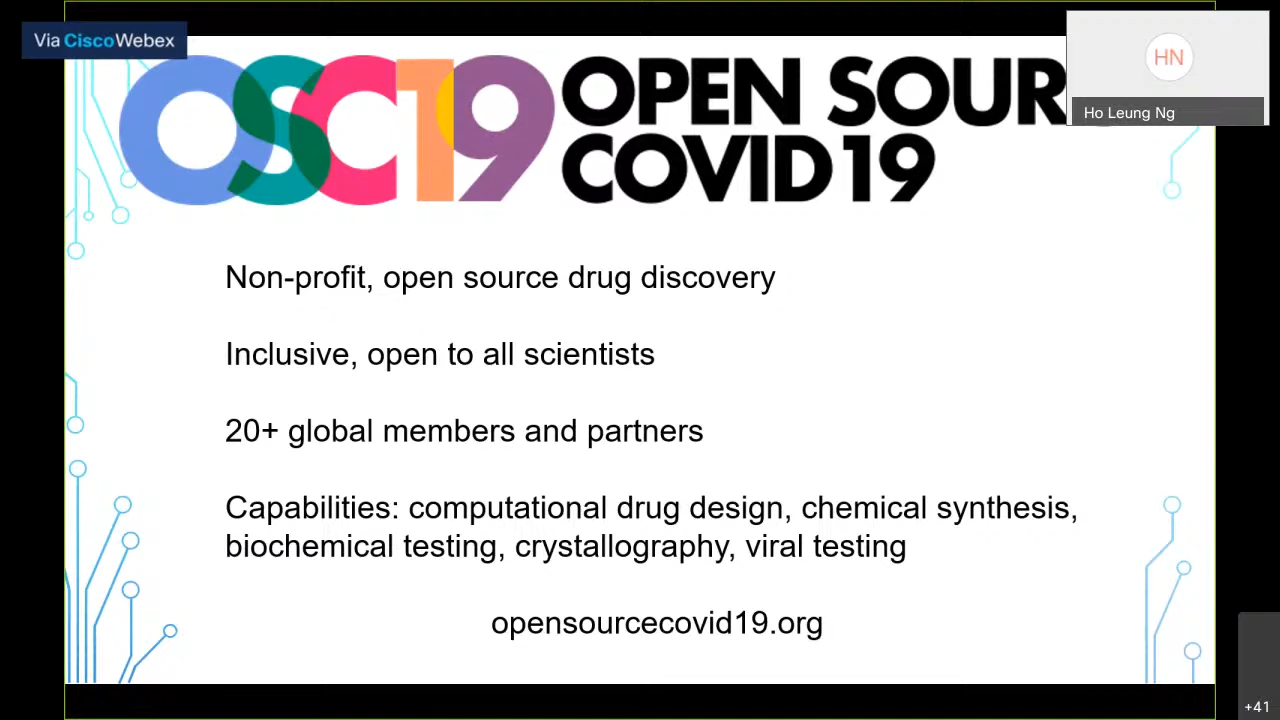 Via CiscoWebex
HN
Ho Leung Ng
OSC19
OPEN SOUR
COVID19
Non-profit, open source drug discovery
Inclusive, open to all scientists
20+ global members and partners
Capabilities: computational drug design, chemical synthesis,
biochemical testing, crystallography, viral testing
opensourcecovid19.org
+41